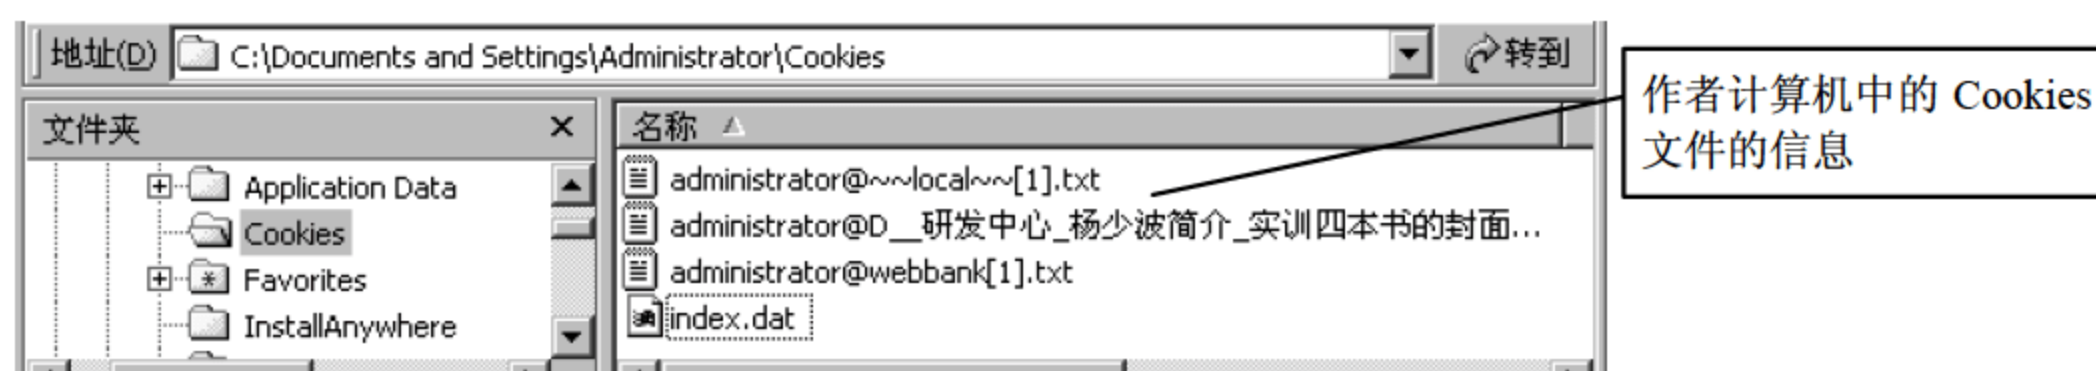 地址(D) C:\Documents and Settings\Administrator\Cookies 转到
文件夹
Application Data
Cookies
Favorites
InstallAnywhere
名称
administrator@~~local~~[1].txt
administrator@D__研发中心_杨少波简介_实训四本书的封面...
administrator@webbank[1].txt
index.dat
作者计算机中的 Cookies
文件的信息